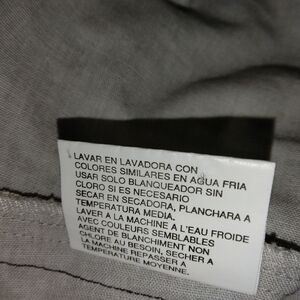 LAVAR EN LAVADORA CON
COLORES SIMILARES EN AGUA FRIA
USAR SOLO BLANQUEADOR SIN
CLORO SI ES NECESARIO
SECAR EN SECADORA, PLANCHAR A
TEMPERATURA MEDIA.
LAVER À LA MACHINE A L'EAU FROIDE
AVEC COULEURS SEMBLABLES
AGENT DE BLANCHIMENT NON
CHLORE AU BESOIN, SECHER A
LA MACHINE REPASSER A
TEMPERATURE MOYENNE.